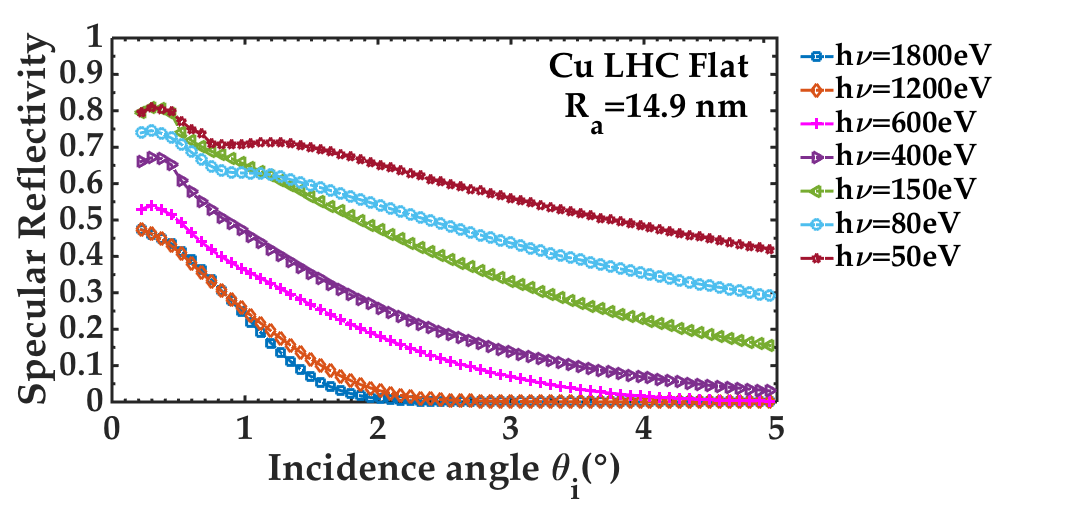 Specular Reflectivity
1
0.9
0.8
0.7
0.6
0.5
0.4
0.3
0.2
0.1
0
0 1 2 3 4 5
Incidence angle θi(°)
Cu LHC Flat
Ra=14.9 nm
hν=1800eV
hν=1200eV
hν=600eV
hν=400eV
hν=150eV
hν=80eV
hν=50eV